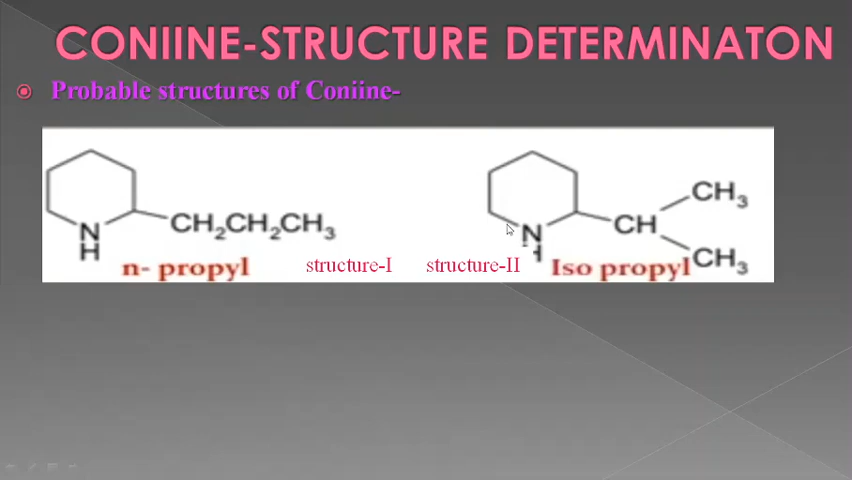 CONIINE-STRUCTURE DETERMINATON
Probable structures of Coniine-
N
H
CH₂CH₂CH₃
n- propyl
structure-I
structure-II
N
H
CH
CH₃
CH₃
Iso propyl